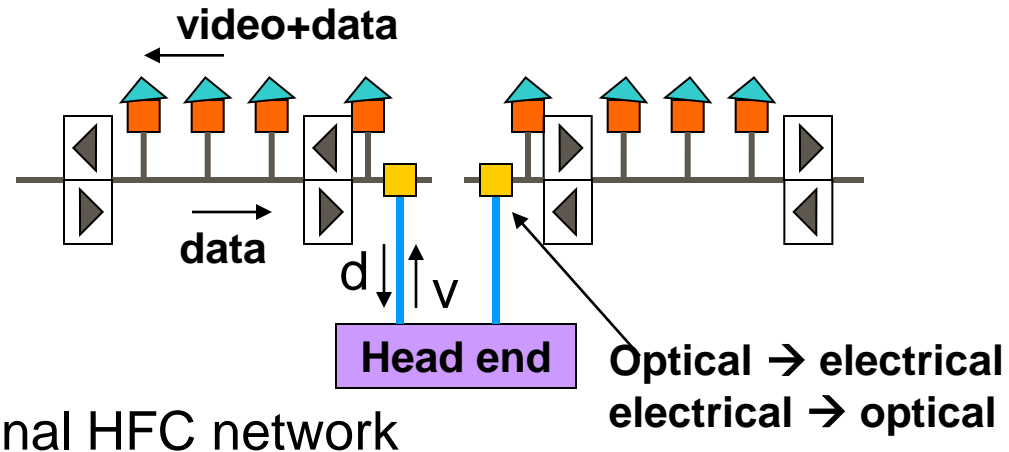 video+data
data
d
v
Head end
Optical → electrical
electrical → optical
nal HFC network